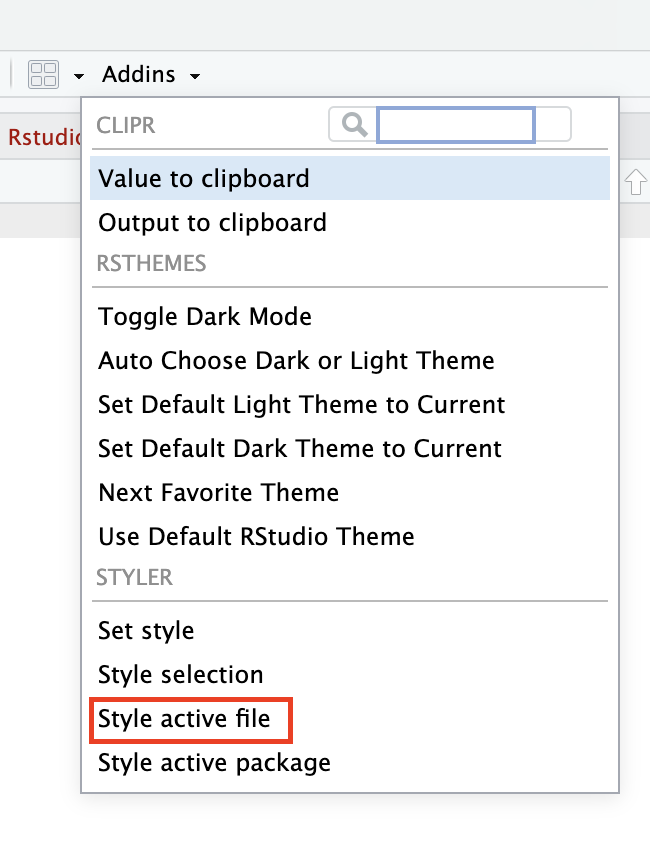 Addins
CLIPR
Rstudio
Value to clipboard
Output to clipboard
RSTHEMES
Toggle Dark Mode
Auto Choose Dark or Light Theme
Set Default Light Theme to Current
Set Default Dark Theme to Current
Next Favorite Theme
Use Default RStudio Theme
STYLER
Set style
Style selection
Style active file
Style active package